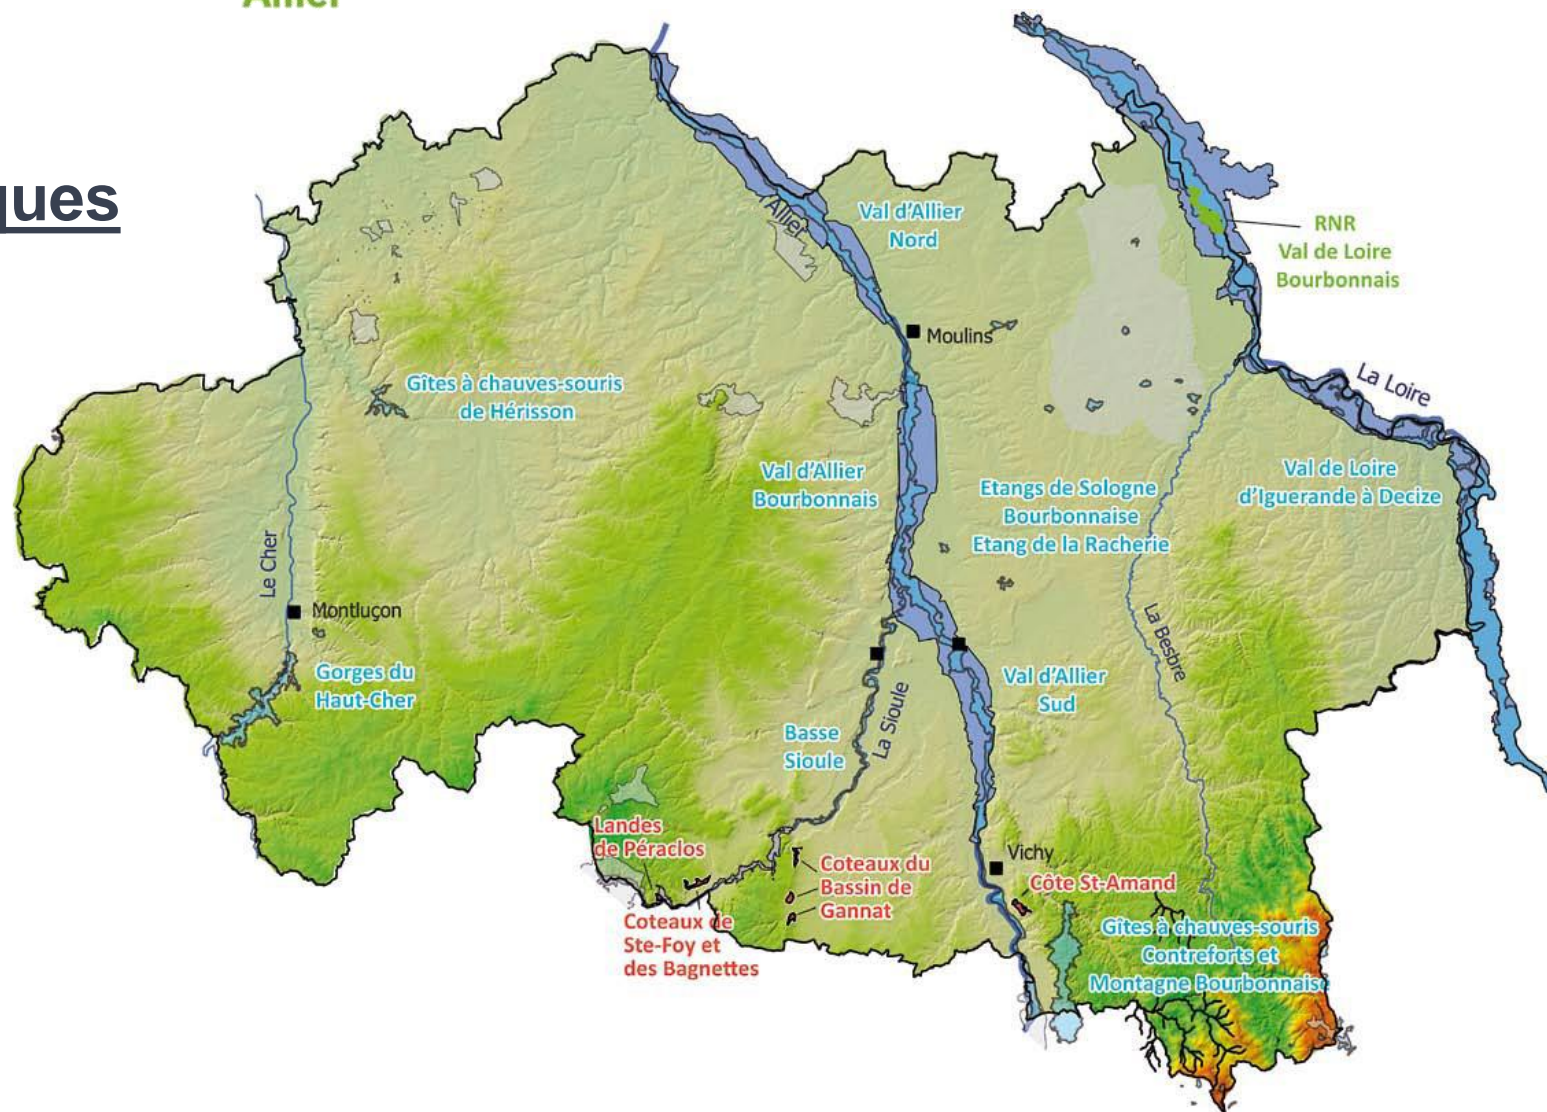 Allier
ques
Allier
Val d'Allier
Nord
RNR
Val de Loire
Bourbonnais
Moulins
La Loire
Gîtes à chauves-souris
de Hérisson
Val d'Allier
Bourbonnais
Etangs de Sologne
Bourbonnaise
Etang de la Racherie
Val de Loire
d'Iguerande à Decize
Le Cher
Montluçon
La Besbre
Gorges du
Haut-Cher
Val d'Allier
Sud
La Sioule
Basse
Sioule
Landes
de Péraclos
Coteaux du
Bassin de
Gannat
Vichy
Côte St-Amand
Coteaux de
Ste-Foy et
des Bagnettes
Gîtes à chauves-souris
Contreforts et
Montagne Bourbonnaise